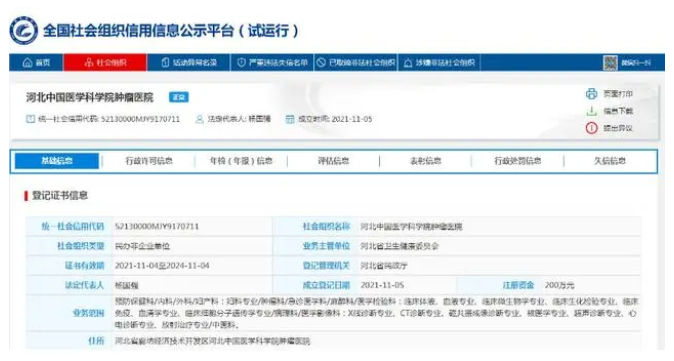 全国社会组织信用信息公示平台（试运行）
首页 社会组织 活动异常名录 严重违法失信名单 已取缔非法社会组织 涉嫌非法社会组织 微信扫一扫
河北中国医学科学院肿瘤医院 正常
页面打印
信息下载
提出异议
统一社会信用代码: 52130000MJY9170711 法定代表人: 杨国强 成立时间: 2021-11-05
基础信息 行政许可信息 年检（年报）信息 评估信息 表彰信息 行政处罚信息 失信信息
登记证书信息
统一社会信用代码 52130000MJY9170711 社会组织名称 河北中国医学科学院肿瘤医院
社会组织类型 民办非企业单位 业务主管单位 河北省卫生健康委员会
证书有效期 2021-11-04至2024-11-04 登记管理机关 河北省民政厅
法定代表人 杨国强 成立登记日期 2021-11-05 注册资金 200万元
业务范围 预防保健科/内科/外科/妇产科：妇科专业/肿瘤科/急诊医学科/麻醉科/医学检验科：临床体液、血液专业、临床微生物学专业、临床生化检验专业、临床
免疫、血清学专业、临床细胞分子遗传学专业/病理科/医学影像科：X线诊断专业、CT诊断专业、磁共振成像诊断专业、核医学专业、超声诊断专业、心
电诊断专业、放射治疗专业/中医科。
住所 河北省廊坊经济技术开发区河北中国医学科学院肿瘤医院